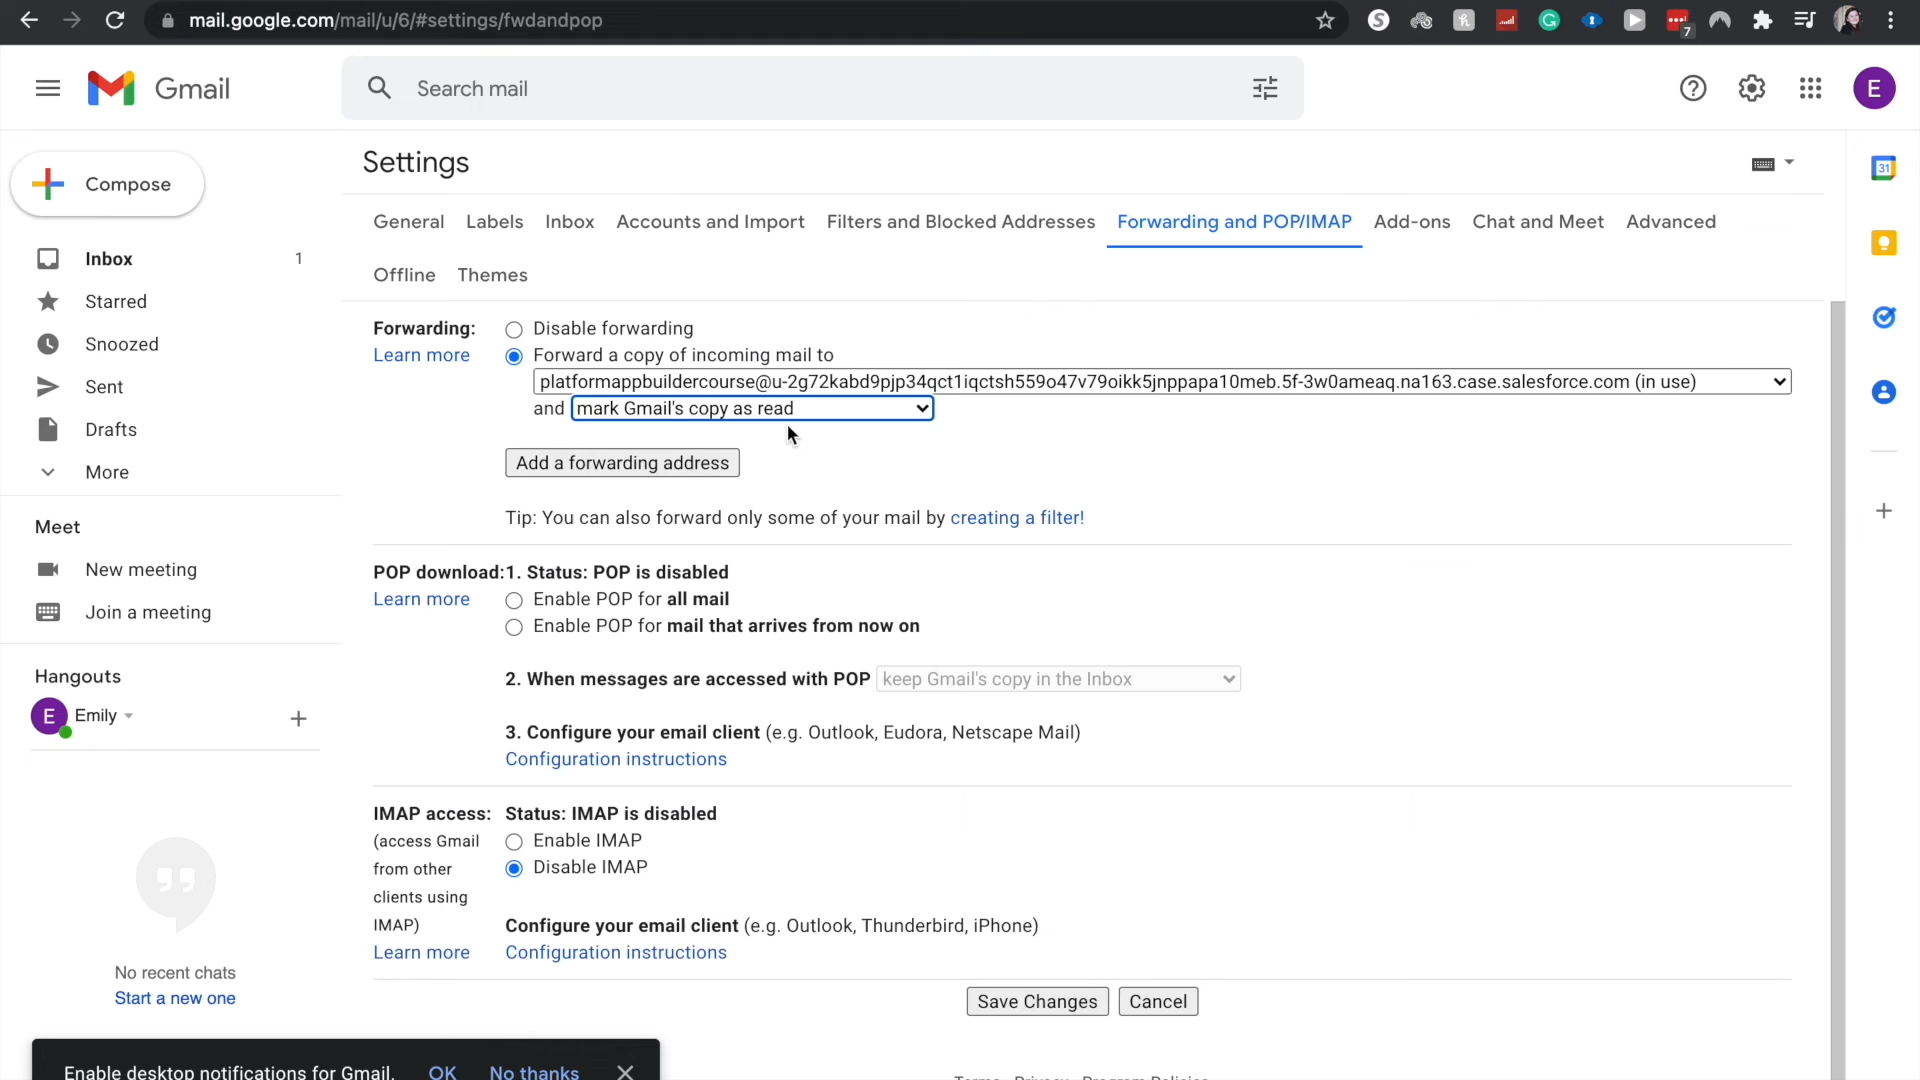 mail.google.com/mail/u/6/#settings/fwdandpop
7
Gmail
Search mail
E
Compose
Inbox 1
Starred
Snoozed
Sent
Drafts
More
Meet
New meeting
Join a meeting
Hangouts
E Emily
No recent chats
Start a new one
Settings
General Labels Inbox Accounts and Import Filters and Blocked Addresses Forwarding and POP/IMAP Add-ons Chat and Meet Advanced
Offline Themes
Forwarding: Disable forwarding
Learn more Forward a copy of incoming mail to
platformappbuildercourse@u-2g72kabd9pjp34qct1iqctsh559o47v79oikk5jnppapa10meb.5f-3w0ameaq.na163.case.salesforce.com (in use)
and mark Gmail's copy as read
Add a forwarding address
Tip: You can also forward only some of your mail by creating a filter!
POP download: 1. Status: POP is disabled
Learn more Enable POP for all mail
Enable POP for mail that arrives from now on
2. When messages are accessed with POP keep Gmail's copy in the Inbox
3. Configure your email client (e.g. Outlook, Eudora, Netscape Mail)
Configuration instructions
IMAP access: Status: IMAP is disabled
(access Gmail Enable IMAP
from other Disable IMAP
clients using
IMAP) Configure your email client (e.g. Outlook, Thunderbird, iPhone)
Learn more Configuration instructions
Save Changes Cancel
Enable desktop notifications for Gmail. OK No thanks
31